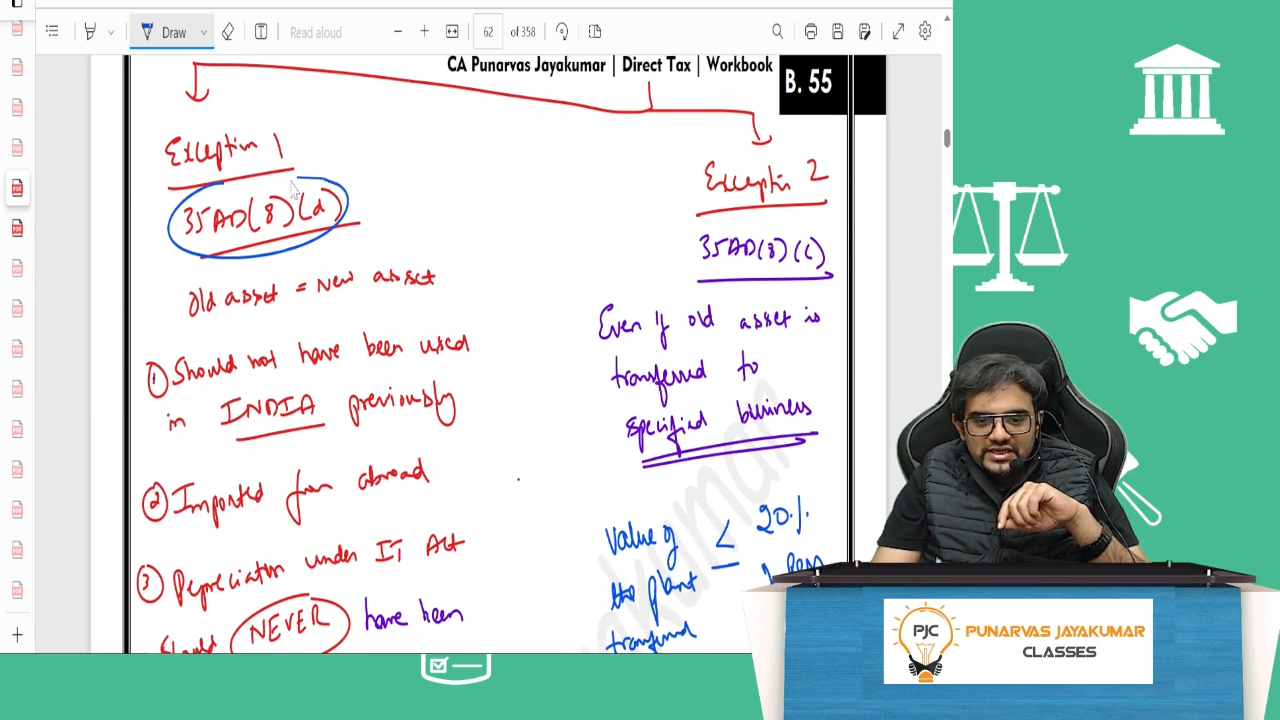 Draw
Read aloud
62
of 358
CA Punarvas Jayakumar | Direct Tax | Workbook
B. 55
Exception 1
35AD(8)(d)
Old asset = New asset
① Should not have been used
in INDIA previously
② Imported from abroad
③ Depreciation under IT Act
Should NEVER have been
Exception 2
35AD(8)(c)
Even if old asset is
transferred to
specified business
Value of
the plant
transferred
≤ 20%
akumar
PJC
PUNARVAS JAYAKUMAR
CLASSES